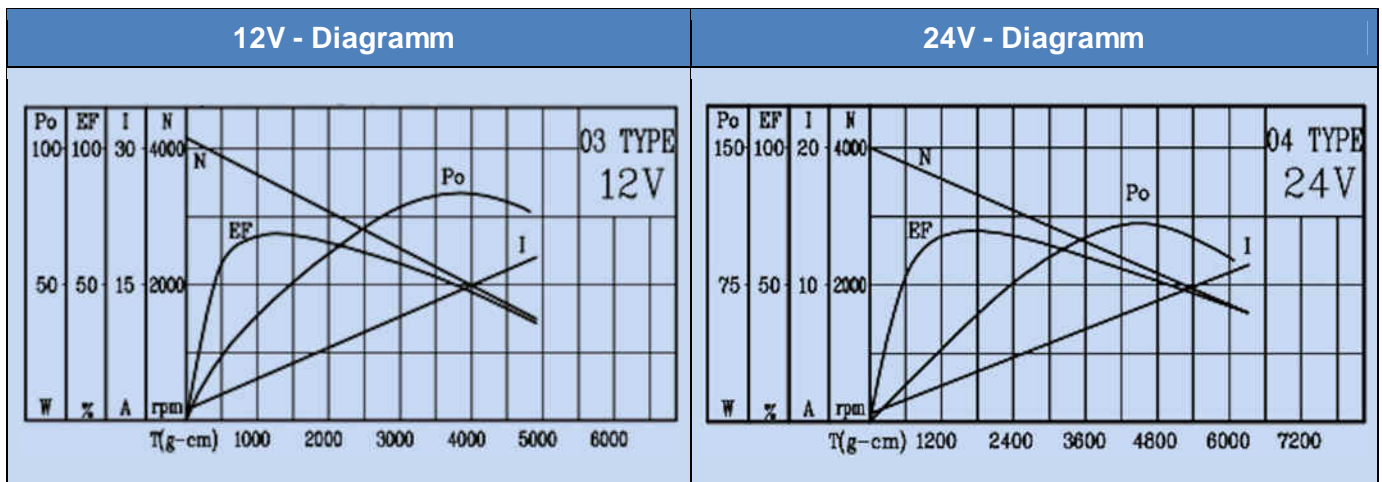 12V - Diagramm
24V - Diagramm
Po EF I N
100 100 30 4000
N
03 TYPE
12V
Po
EF
I
50 50 15 2000
W % A rpm
T(g-cm) 1000 2000 3000 4000 5000 6000
Po EF I N
150 100 20 4000
N
04 TYPE
24V
Po
EF
I
75 50 10 2000
W % A rpm
T(g-cm) 1200 2400 3600 4800 6000 7200